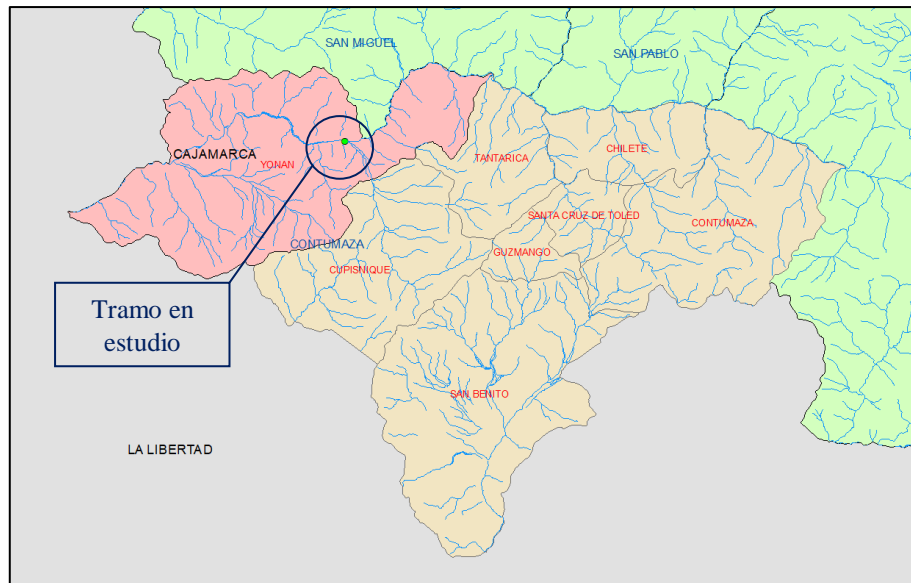 SAN MIGUEL
SAN PABLO
CAJAMARCA
YONAN
TANTARICA
CHILETE
SANTA CRUZ DE TOLED
CONTUMAZA
CONTUMAZA
GUZMANGO
CUPISNIQUE
Tramo en
estudio
SAN BENITO
LA LIBERTAD